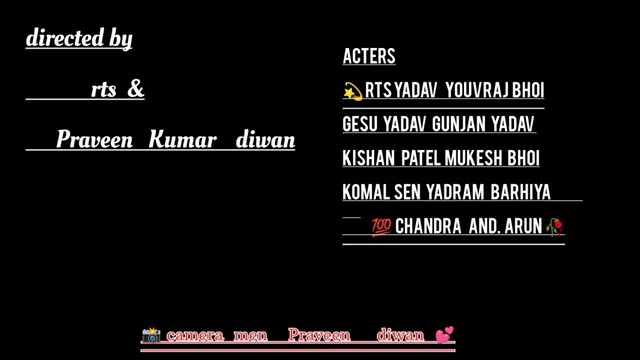 directed by
rts &
Praveen Kumar diwan
ACTERS
💫RTS YADAV YOUVRAJ BHOI
GESU YADAV GUNJAN YADAV
KISHAN PATEL MUKESH BHOI
KOMAL SEN YADRAM BARHIYA
💯 CHANDRA AND. ARUN🥀
📸 camera men Praveen diwan 💕